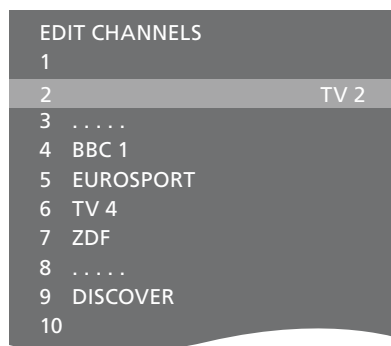 EDIT CHANNELS
1
2 TV 2
3 . . . . .
4 BBC 1
5 EUROSPORT
6 TV 4
7 ZDF
8 . . . . .
9 DISCOVER
10